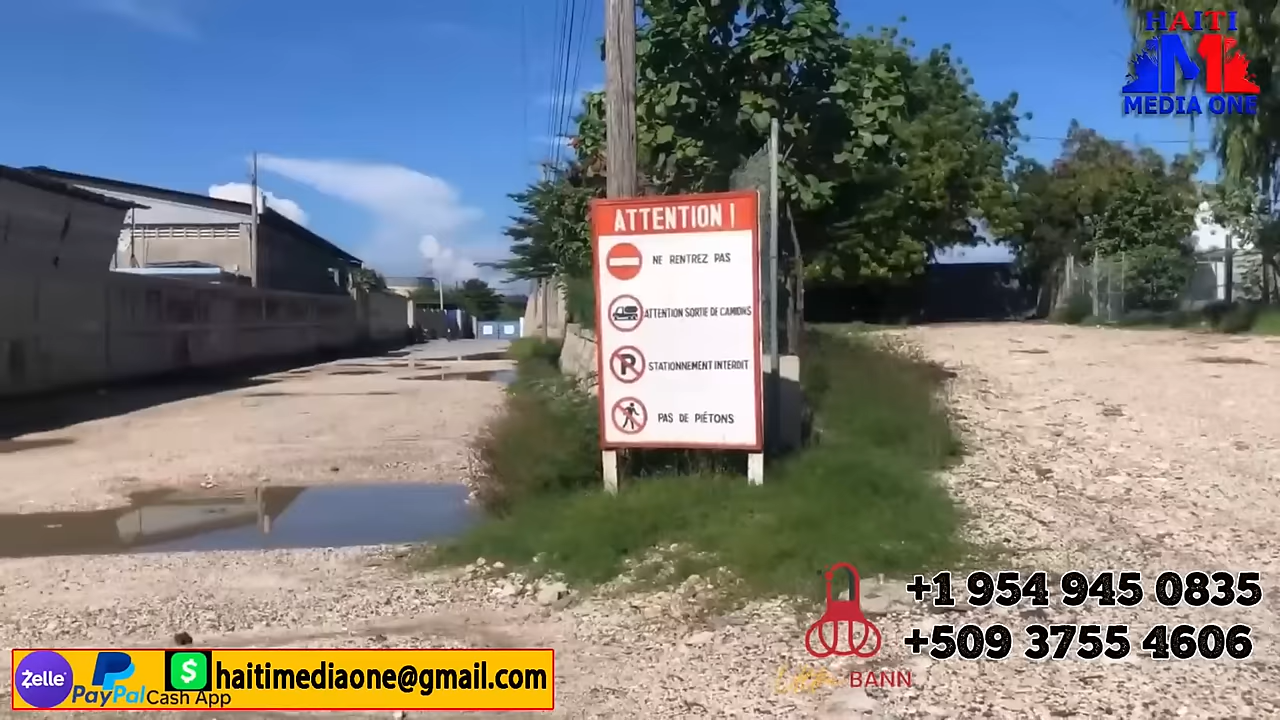 HAITI
M1
MEDIA ONE
ATTENTION !
NE RENTREZ PAS
ATTENTION SORTIE DE CAMIONS
P
STATIONNEMENT INTERDIT
PAS DE PIÉTONS
+1 954 945 0835
+509 3755 4606
BANN
Zelle
PayPal
$
Cash App
haitimediaone@gmail.com